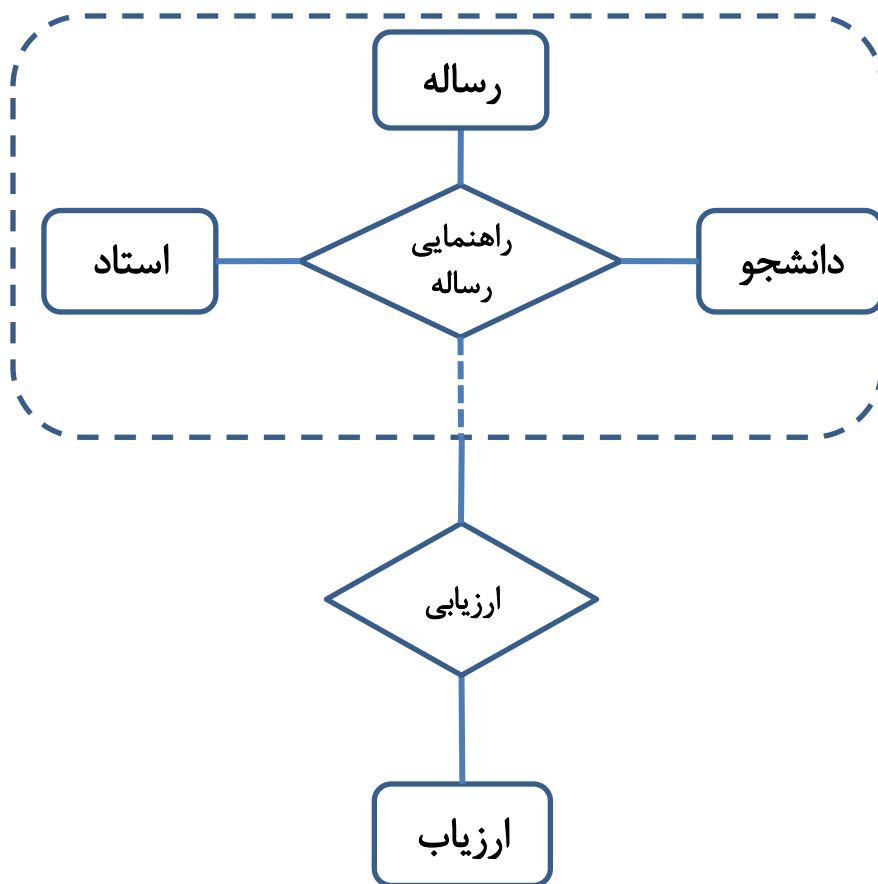 رساله
دانشجو
راهنمایی
رساله
استاد
ارزیابی
ارزیاب